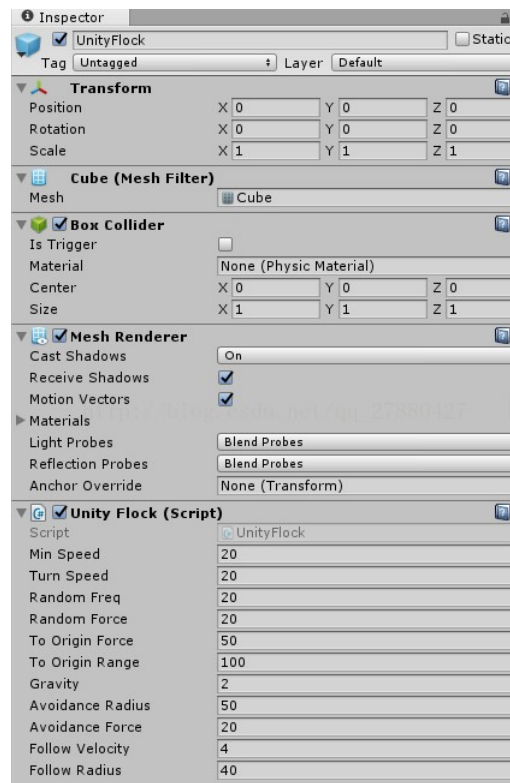 Inspector
UnityFlock Static
Tag Untagged Layer Default
Transform
Position X 0 Y 0 Z 0
Rotation X 0 Y 0 Z 0
Scale X 1 Y 1 Z 1
Cube (Mesh Filter)
Mesh Cube
Box Collider
Is Trigger
Material None (Physic Material)
Center X 0 Y 0 Z 0
Size X 1 Y 1 Z 1
Mesh Renderer
Cast Shadows On
Receive Shadows
Motion Vectors
http://blog.csdn.net/qq_27880427
Materials
Light Probes Blend Probes
Reflection Probes Blend Probes
Anchor Override None (Transform)
Unity Flock (Script)
Script UnityFlock
Min Speed 20
Turn Speed 20
Random Freq 20
Random Force 20
To Origin Force 50
To Origin Range 100
Gravity 2
Avoidance Radius 50
Avoidance Force 20
Follow Velocity 4
Follow Radius 40